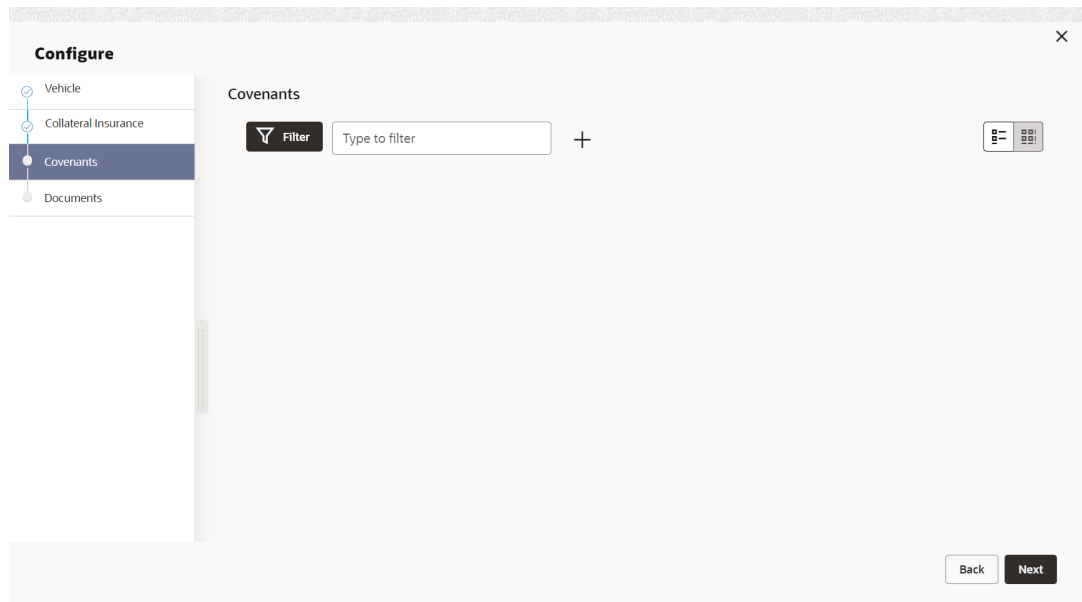 Configure
Vehicle
Collateral Insurance
Covenants
Documents
Covenants
Filter
Type to filter
Back
Next